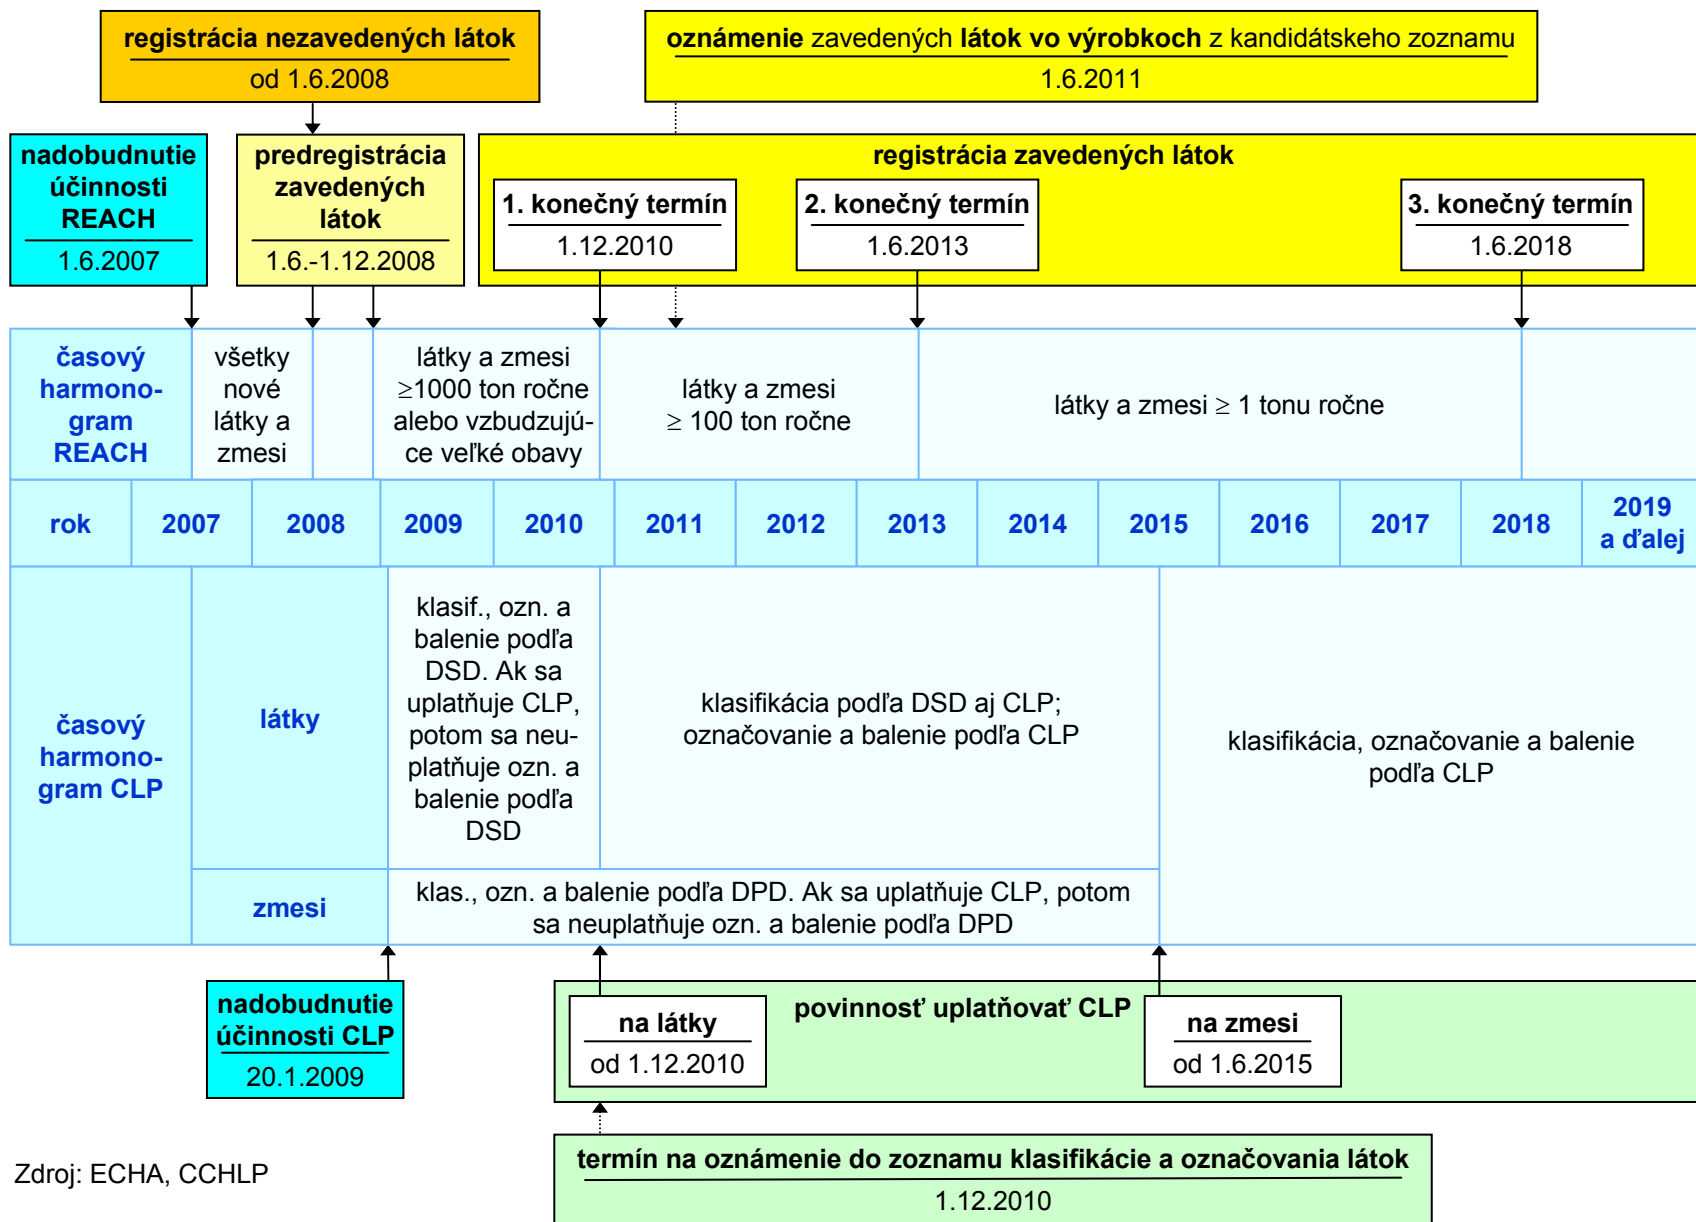 registrácia nezavedených látok
od 1.6.2008
oznámenie zavedených látok vo výrobkoch z kandidátskeho zoznamu
1.6.2011
nadobudnutie
účinnosti
REACH
1.6.2007
predregistrácia
zavedených
látok
1.6.-1.12.2008
registrácia zavedených látok
1. konečný termín
1.12.2010
2. konečný termín
1.6.2013
3. konečný termín
1.6.2018
časový
harmono-
gram
REACH
všetky
nové
látky a
zmesi
látky a zmesi
≥1000 ton ročne
alebo vzbudzujú-
ce veľké obavy
látky a zmesi
≥ 100 ton ročne
látky a zmesi ≥ 1 tonu ročne
rok 2007 2008 2009 2010 2011 2012 2013 2014 2015 2016 2017 2018 2019
a ďalej
časový
harmono-
gram CLP
látky
klasif., ozn. a
balenie podľa
DSD. Ak sa
uplatňuje CLP,
potom sa neu-
platňuje ozn. a
balenie podľa
DSD
klasifikácia podľa DSD aj CLP;
označovanie a balenie podľa CLP
klasifikácia, označovanie a balenie
podľa CLP
zmesi
klas., ozn. a balenie podľa DPD. Ak sa uplatňuje CLP, potom
sa neuplatňuje ozn. a balenie podľa DPD
nadobudnutie
účinnosti CLP
20.1.2009
povinnosť uplatňovať CLP
na látky
od 1.12.2010
na zmesi
od 1.6.2015
termín na oznámenie do zoznamu klasifikácie a označovania látok
1.12.2010
Zdroj: ECHA, CCHLP